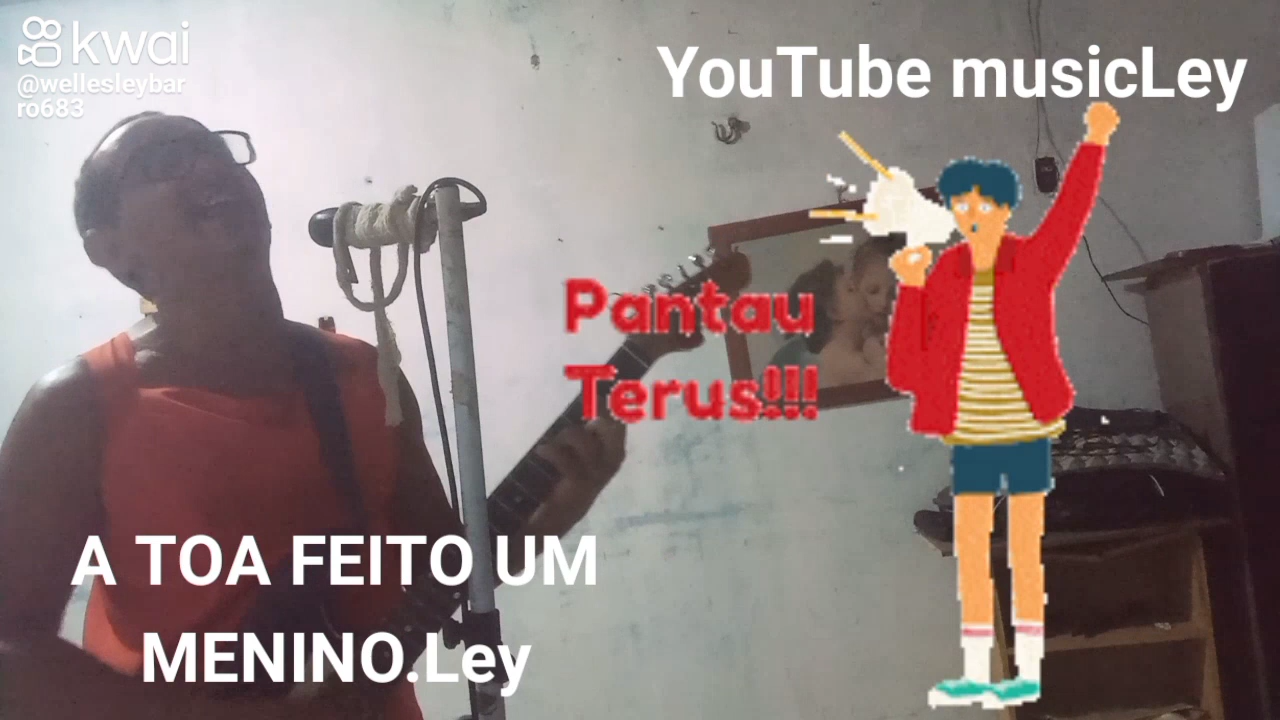 kwai
@wellesleybar
ro683
YouTube musicLey
Pantau
Terus!!!
A TOA FEITO UM
MENINO.Ley